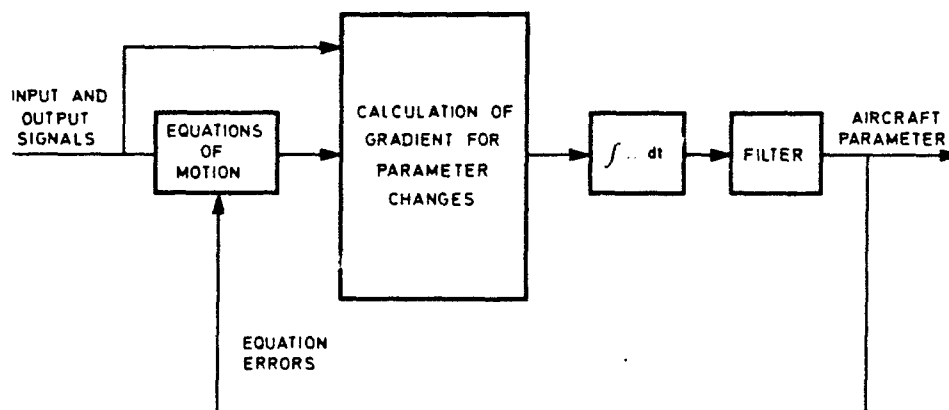 INPUT AND
OUTPUT
SIGNALS
EQUATIONS
OF
MOTION
CALCULATION OF
GRADIENT FOR
PARAMETER
CHANGES
∫ .. dt
FILTER
AIRCRAFT
PARAMETER
EQUATION
ERRORS